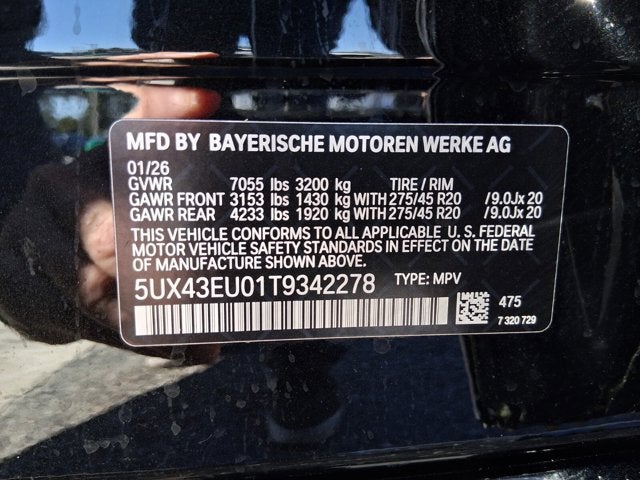 MFD BY BAYERISCHE MOTOREN WERKE AG
01/26
GVWR 7055 lbs 3200 kg TIRE / RIM
GAWR FRONT 3153 lbs 1430 kg WITH 275/45 R20 /9.0Jx 20
GAWR REAR 4233 lbs 1920 kg WITH 275/45 R20 /9.0Jx 20
THIS VEHICLE CONFORMS TO ALL APPLICABLE U. S. FEDERAL
MOTOR VEHICLE SAFETY STANDARDS IN EFFECT ON THE DATE
OF MANUFACTURE SHOWN ABOVE.
5UX43EU01T9342278 TYPE: MPV
475
7 320 729